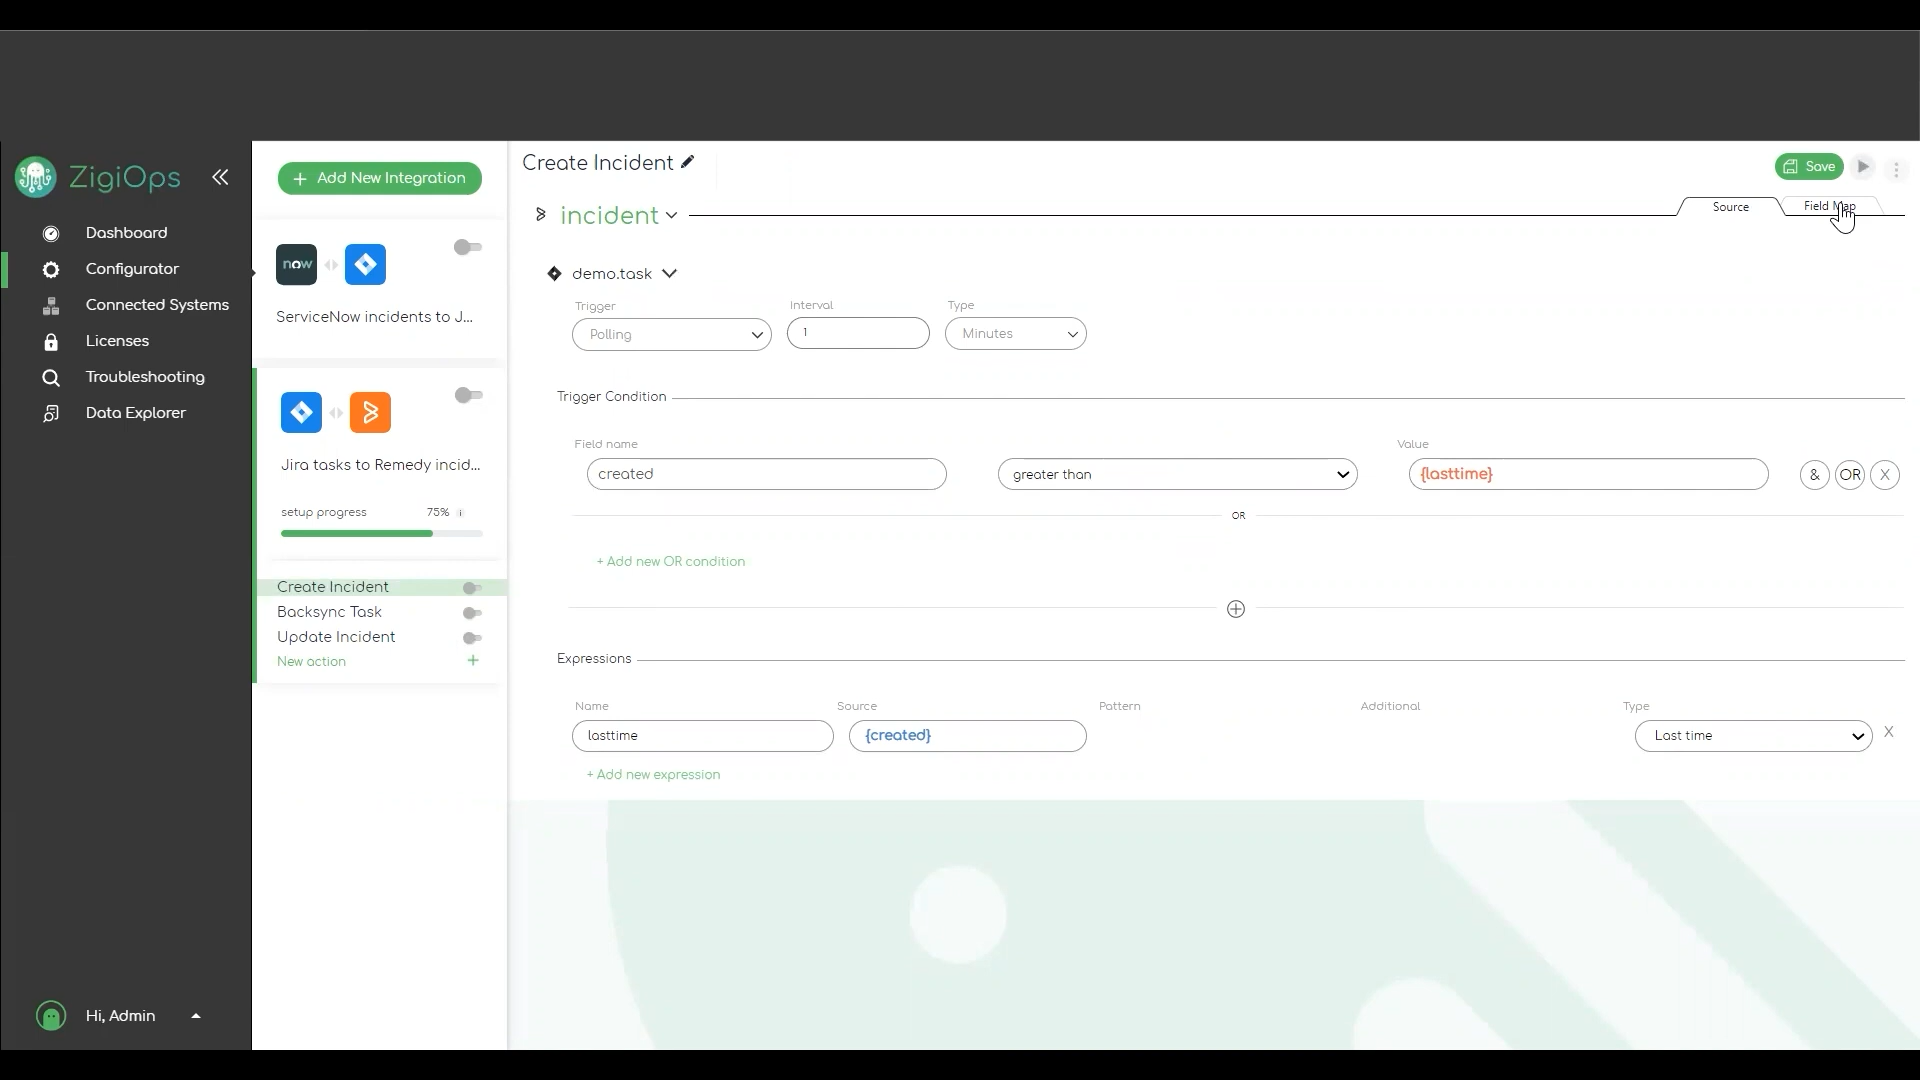 ZigiOps
Dashboard
Configurator
Connected Systems
Licenses
Troubleshooting
Data Explorer
Hi, Admin
+ Add New Integration
now
ServiceNow incidents to J...
Jira tasks to Remedy incid...
setup progress 75% i
Create Incident
Backsync Task
Update Incident
New action +
Create Incident
Save
incident
Source
Field Map
demo.task
Trigger Interval Type
Polling 1 Minutes
Trigger Condition
Field name Value
created greater than {lasttime} & OR X
OR
+ Add new OR condition
Expressions
Name Source Pattern Additional Type
lasttime {created} Last time X
+ Add new expression